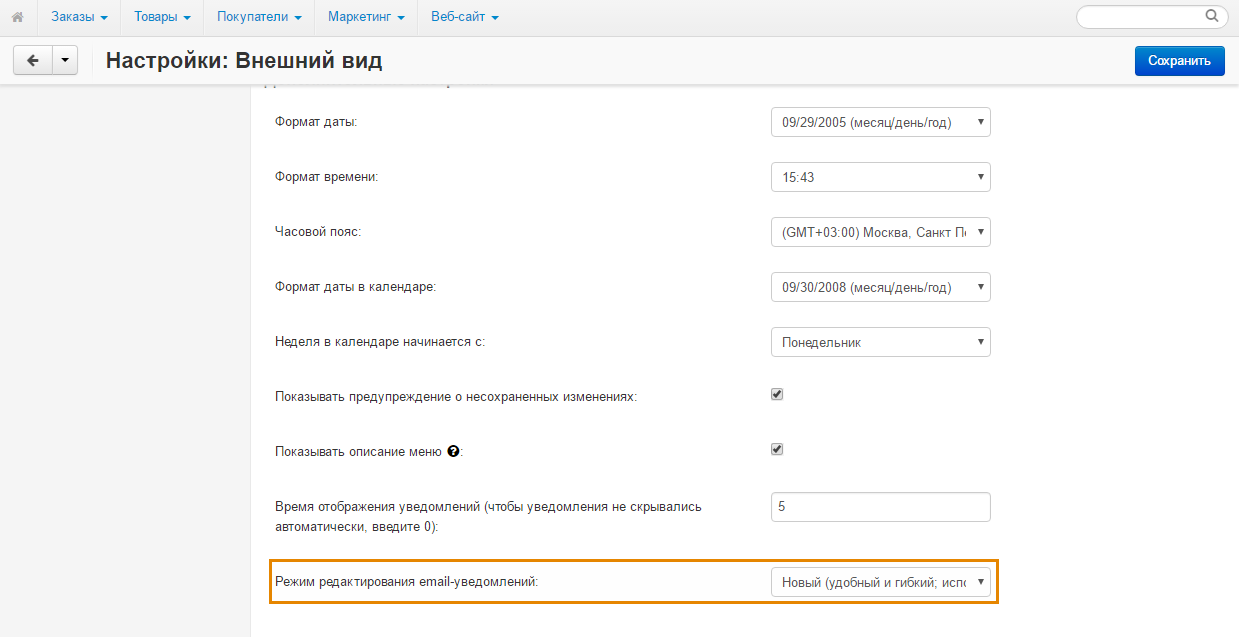 Заказы Товары Покупатели Маркетинг Веб-сайт
Настройки: Внешний вид
Сохранить
Формат даты: 09/29/2005 (месяц/день/год)
Формат времени: 15:43
Часовой пояс: (GMT+03:00) Москва, Санкт П
Формат даты в календаре: 09/30/2008 (месяц/день/год)
Неделя в календаре начинается с: Понедельник
Показывать предупреждение о несохраненных изменениях:
Показывать описание меню ?:
Время отображения уведомлений (чтобы уведомления не скрывались 5
автоматически, введите 0):
Режим редактирования email-уведомлений: Новый (удобный и гибкий; испо